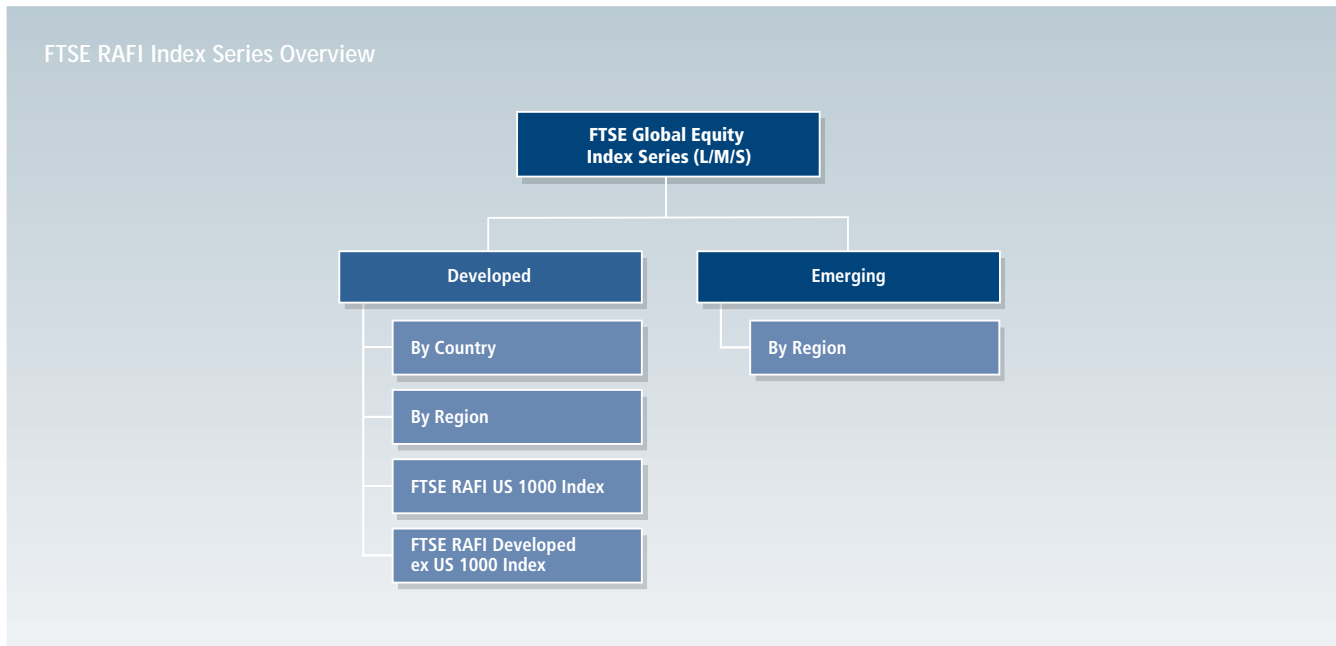 FTSE RAFI Index Series Overview
FTSE Global Equity
Index Series (L/M/S)
Developed
By Country
By Region
FTSE RAFI US 1000 Index
FTSE RAFI Developed
ex US 1000 Index
Emerging
By Region